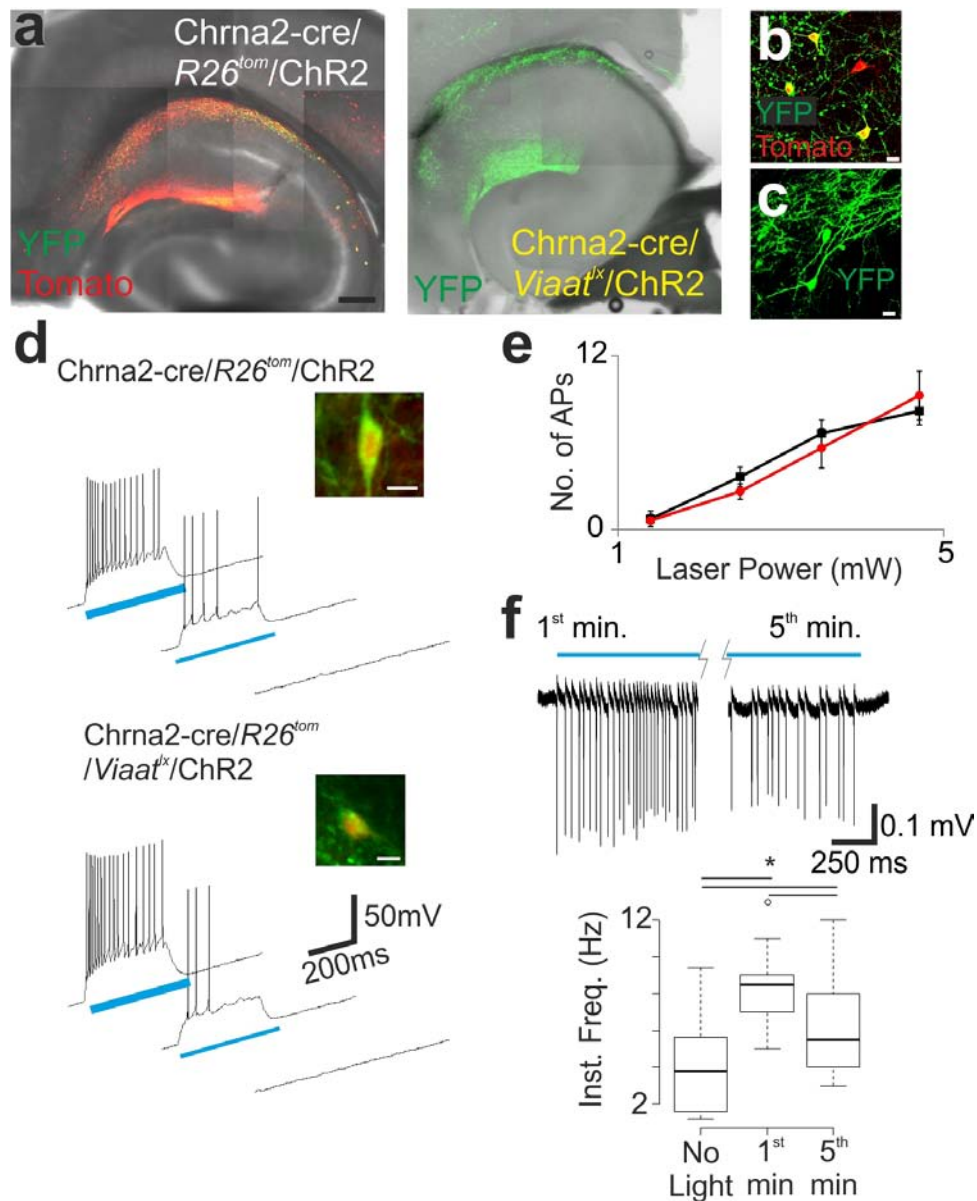 a
Chrna2-cre/
R26tom/ChR2
YFP
Tomato
Chrna2-cre/
Viaatlx/ChR2
YFP
b
YFP
Tomato
c
YFP
d
Chrna2-cre/R26tom/ChR2
Chrna2-cre/R26tom
/Viaatlx/ChR2
50mV
200ms
e
12
No. of APs
0
1
5
Laser Power (mW)
f
1st min.
5th min.
0.1 mV
250 ms
*
12
Inst. Freq. (Hz)
2
No
Light
1st
min
5th
min